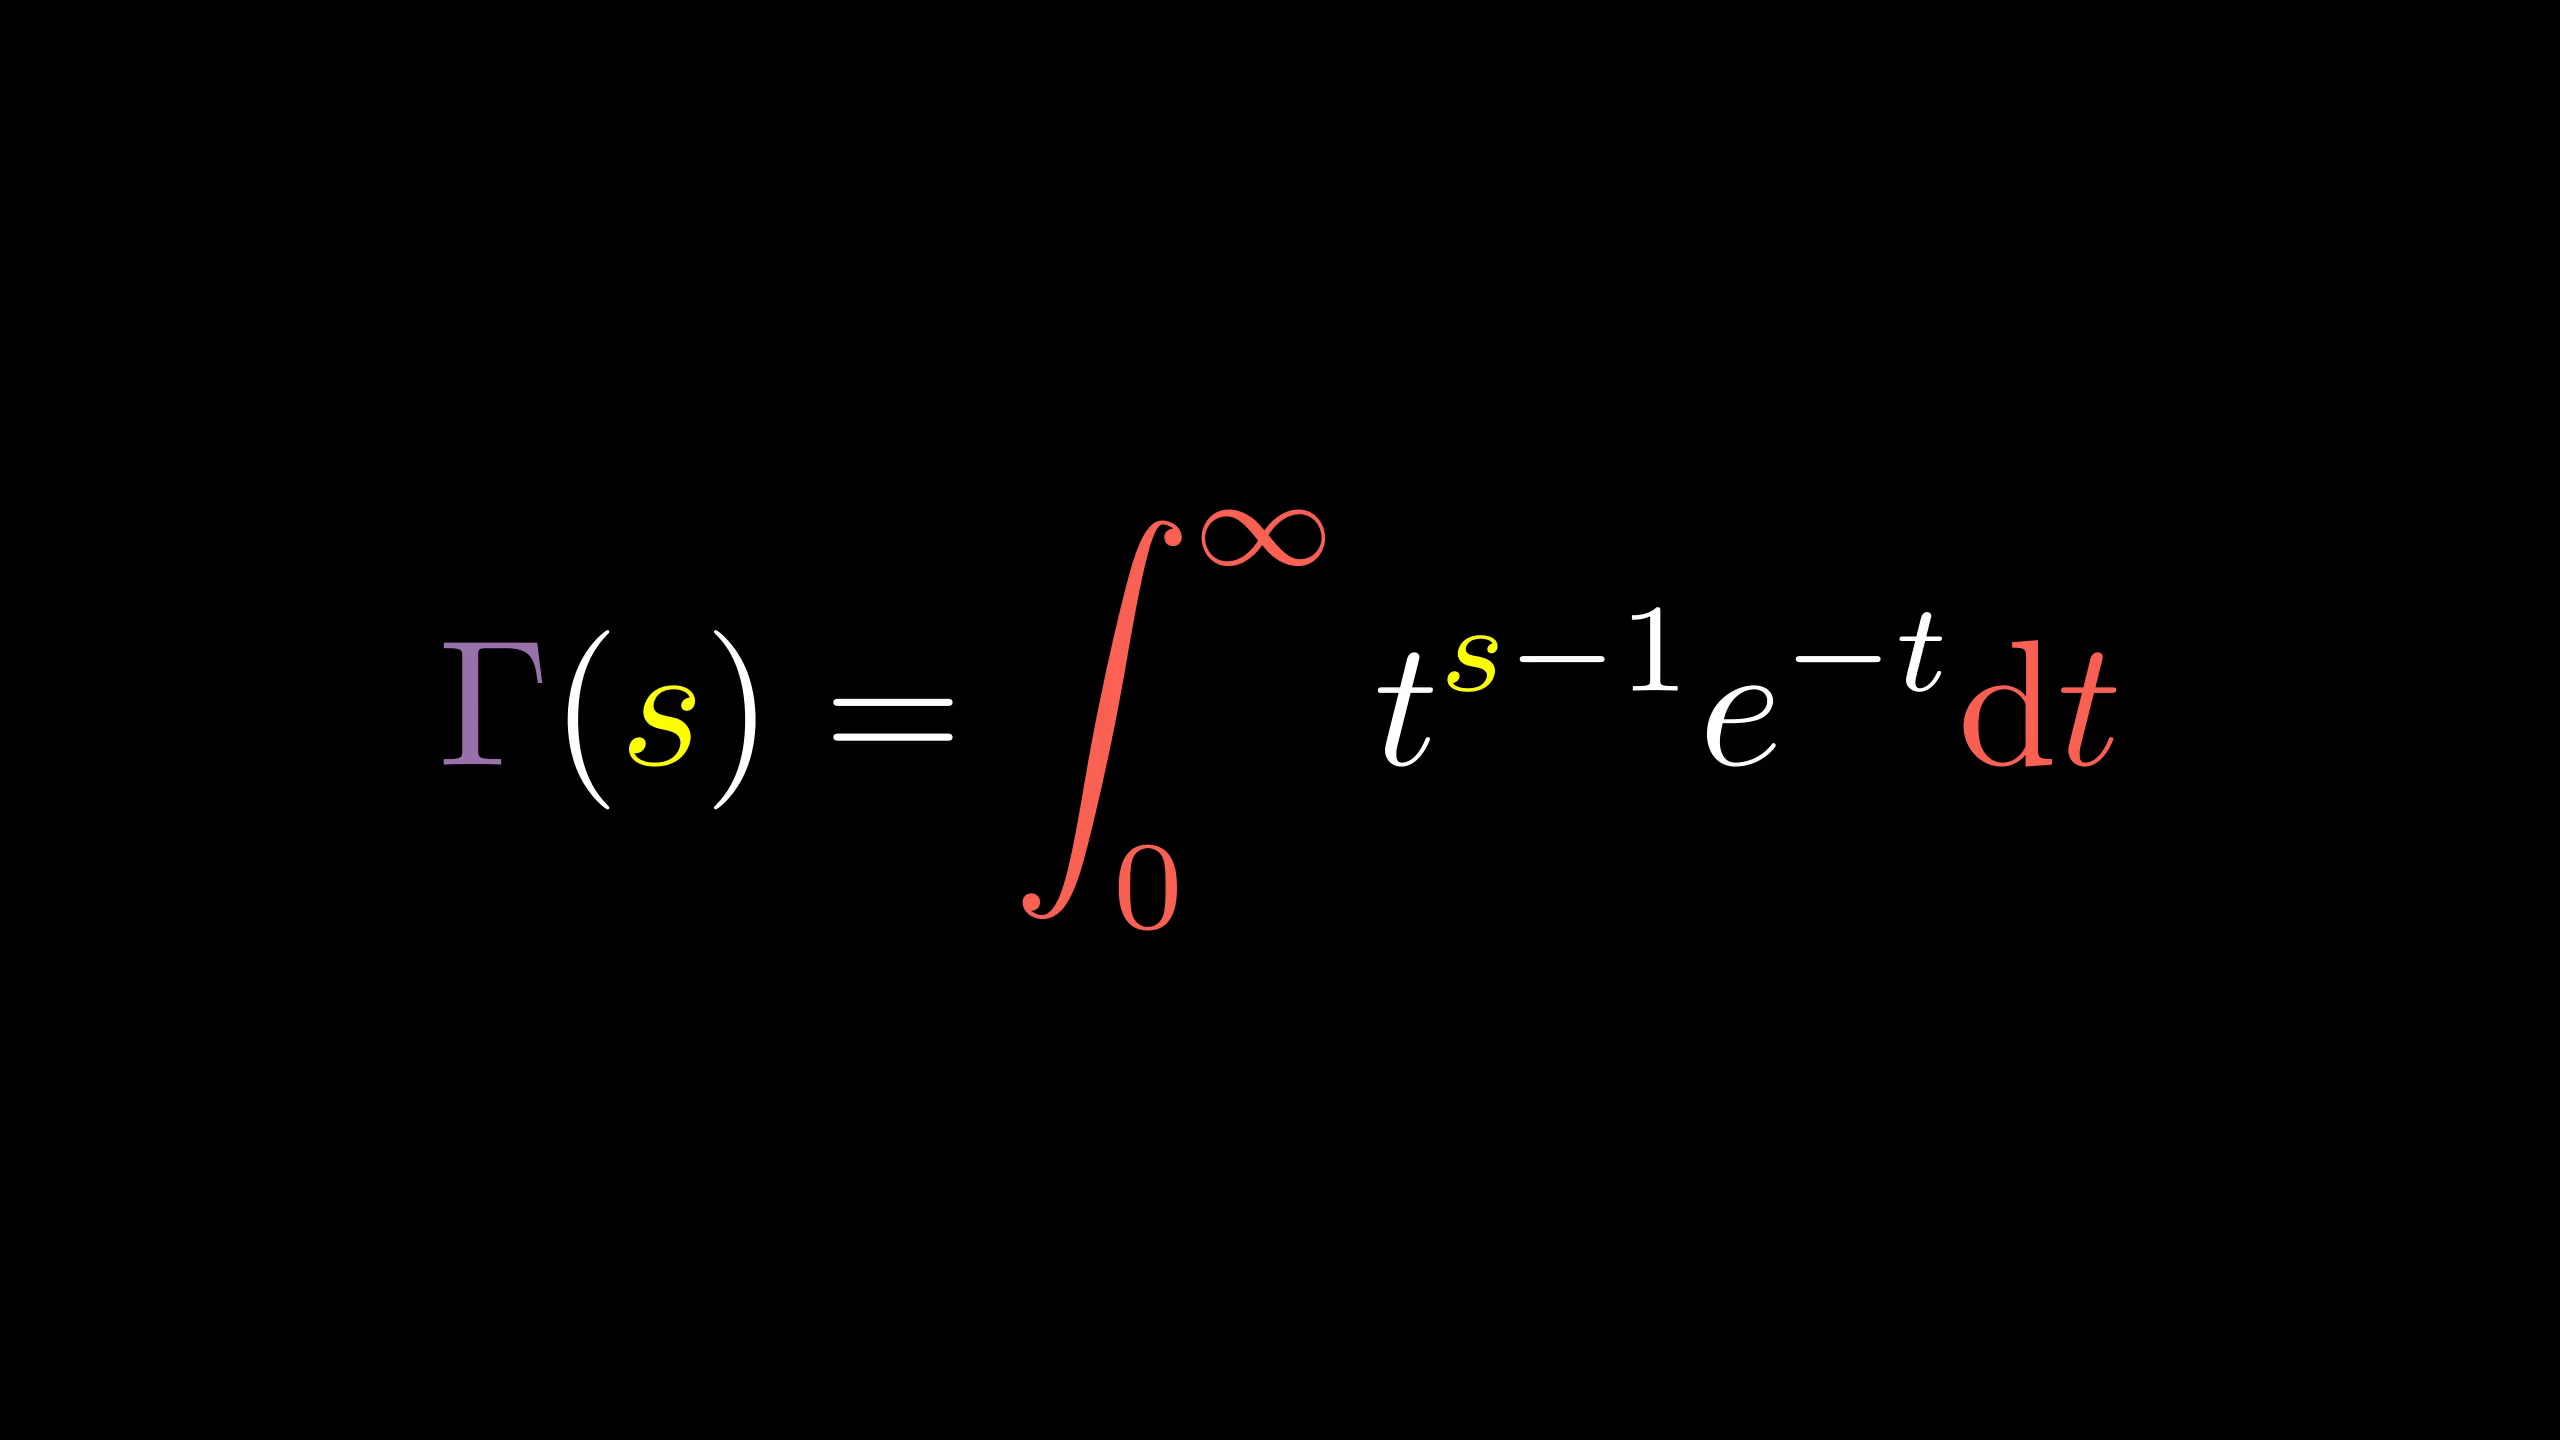 Γ(s) = ∫₀^∞ t^{s−1}e^{−t}dt